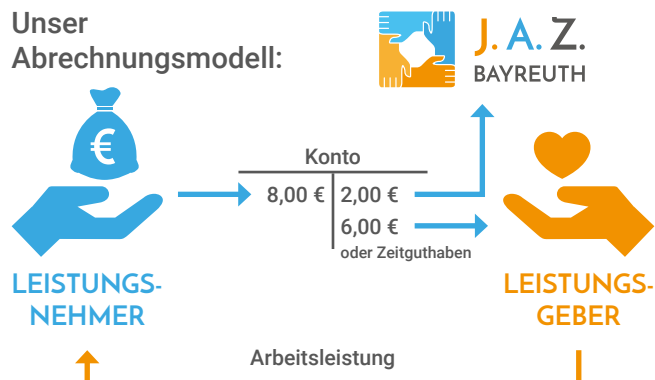 Unser
Abrechnungsmodell:
J. A. Z.
BAYREUTH
€
Konto
8,00 € 2,00 €
6,00 €
oder Zeitguthaben
LEISTUNGS-
NEHMER
LEISTUNGS-
GEBER
Arbeitsleistung